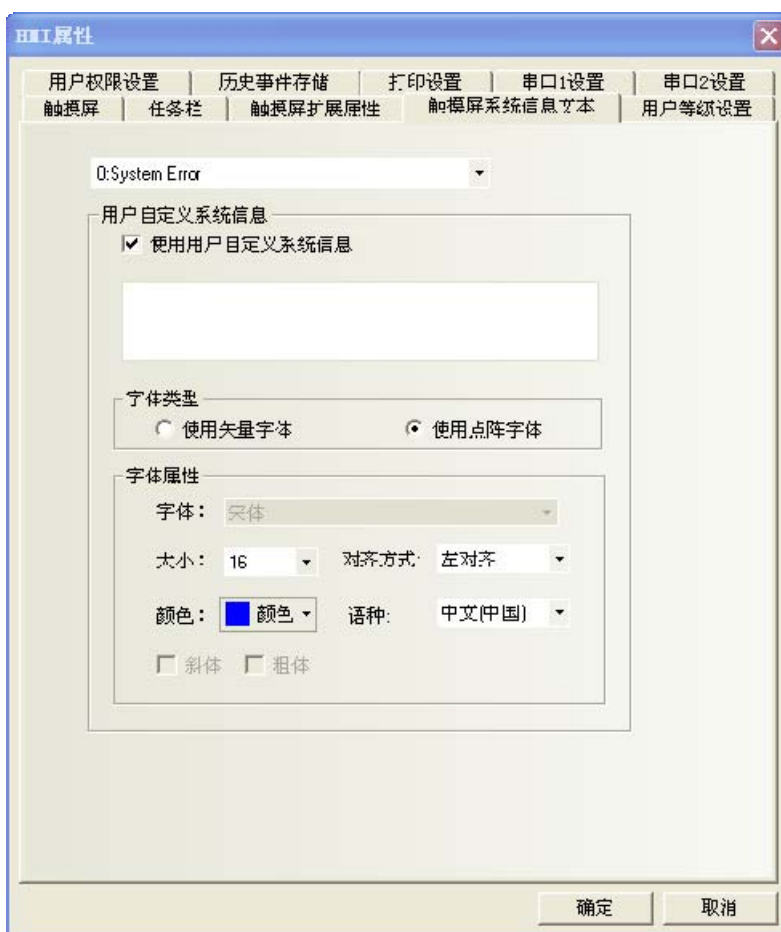 HMI属性
用户权限设置 历史事件存储 打印设置 串口1设置 串口2设置
触摸屏 任务栏 触摸屏扩展属性 触摸屏系统信息文本 用户等级设置
0:System Error
用户自定义系统信息
使用用户自定义系统信息
字体类型
使用矢量字体 使用点阵字体
字体属性
字体： 宋体
大小： 16 对齐方式: 左对齐
颜色： 颜色 语种: 中文(中国)
斜体 粗体
确定 取消